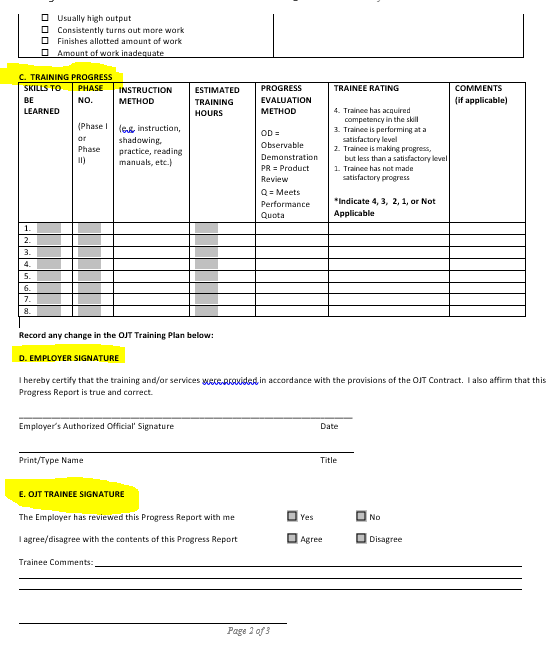 ☐ Usually high output
☐ Consistently turns out more work
☐ Finishes allotted amount of work
☐ Amount of work inadequate
C. TRAINING PROGRESS
SKILLS TO BE LEARNED
PHASE NO.
(Phase I or Phase II)
INSTRUCTION METHOD
(e.g. instruction, shadowing, practice, reading manuals, etc.)
ESTIMATED TRAINING HOURS
PROGRESS EVALUATION METHOD
OD = Observable Demonstration
PR = Product Review
Q = Meets Performance Quota
TRAINEE RATING
4. Trainee has acquired competency in the skill
3. Trainee is performing at a satisfactory level
2. Trainee is making progress, but less than a satisfactory level
1. Trainee has not made satisfactory progress
*Indicate 4, 3, 2, 1, or Not Applicable
COMMENTS (if applicable)
1.
2.
3.
4.
5.
6.
7.
8.
Record any change in the OJT Training Plan below:
D. EMPLOYER SIGNATURE
I hereby certify that the training and/or services were provided in accordance with the provisions of the OJT Contract. I also affirm that this
Progress Report is true and correct.
Employer's Authorized Official' Signature Date
Print/Type Name Title
E. OJT TRAINEE SIGNATURE
The Employer has reviewed this Progress Report with me Yes No
I agree/disagree with the contents of this Progress Report Agree Disagree
Trainee Comments:
Page 2 of 3